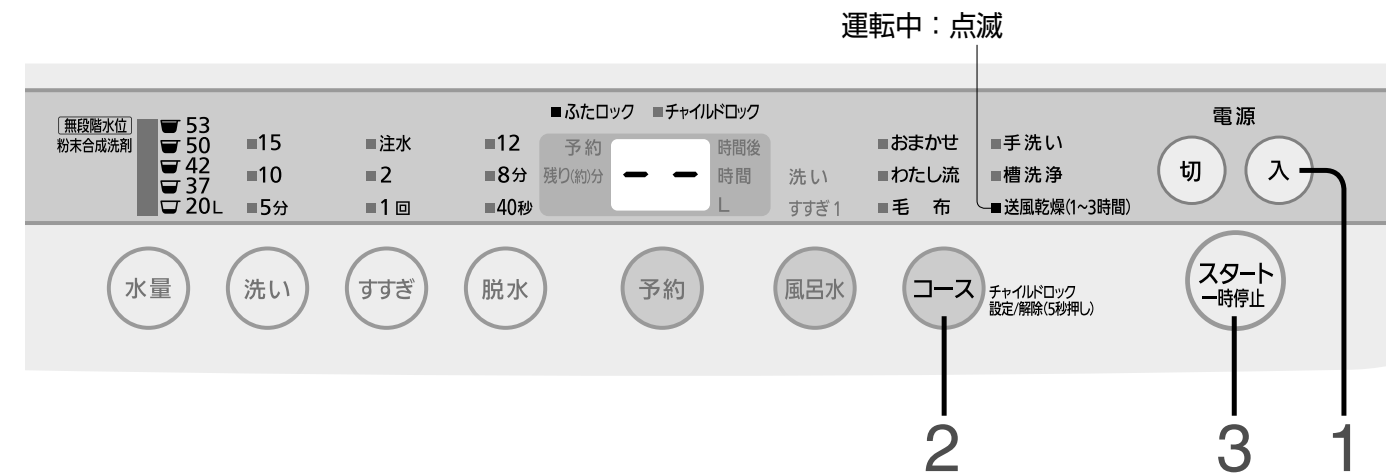 運転中：点滅
■ふたロック ■チャイルドロック
電源
無段階水位
粉末合成洗剤
53
50
42
37
20L
■15
■10
■5分
■注水
■2
■1回
■12
■8分
■40秒
予約
残り(約)分
– –
時間後
時間
L
洗い
すすぎ1
■おまかせ
■わたし流
■毛 布
■手洗い
■槽洗浄
■送風乾燥(1~3時間)
切
入
水量
洗い
すすぎ
脱水
予約
風呂水
コース
チャイルドロック
設定/解除(5秒押し)
スタート
一時停止
2
3
1